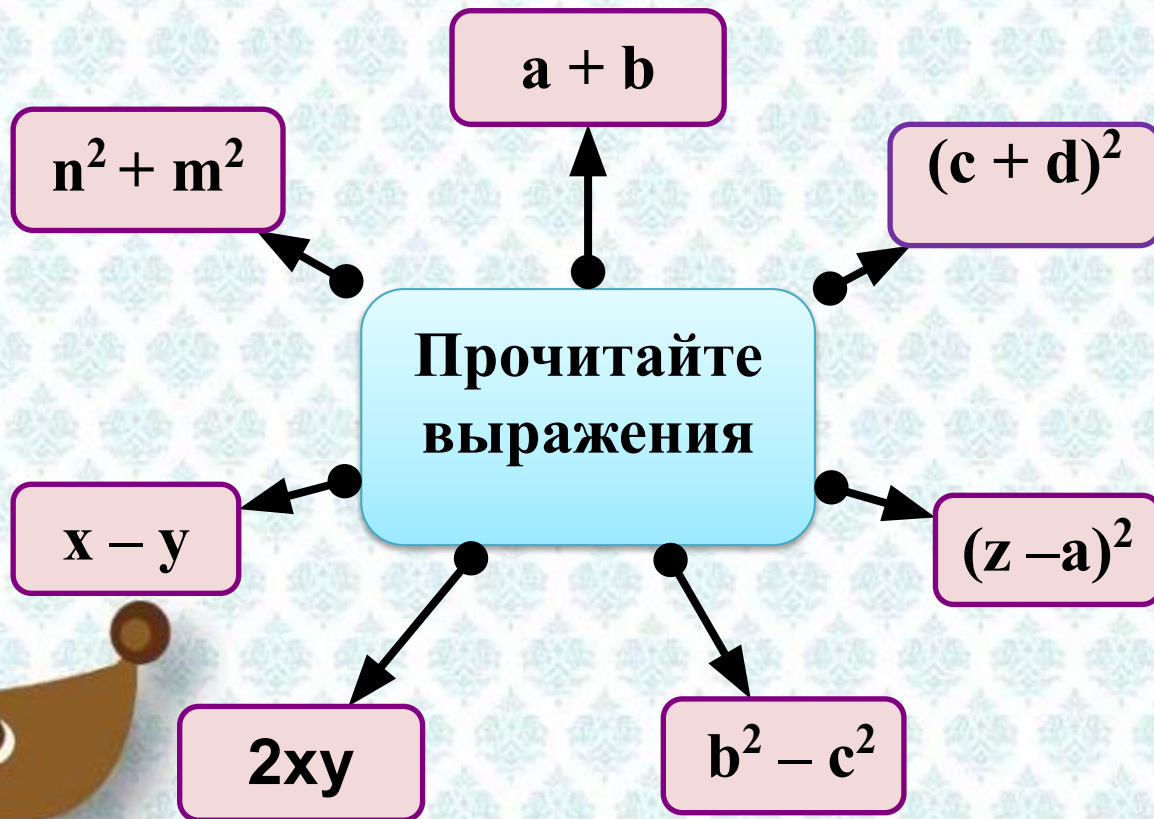 a + b
n² + m²
(c + d)²
Прочитайте
выражения
x – y
(z –a)²
2xy
b² – c²